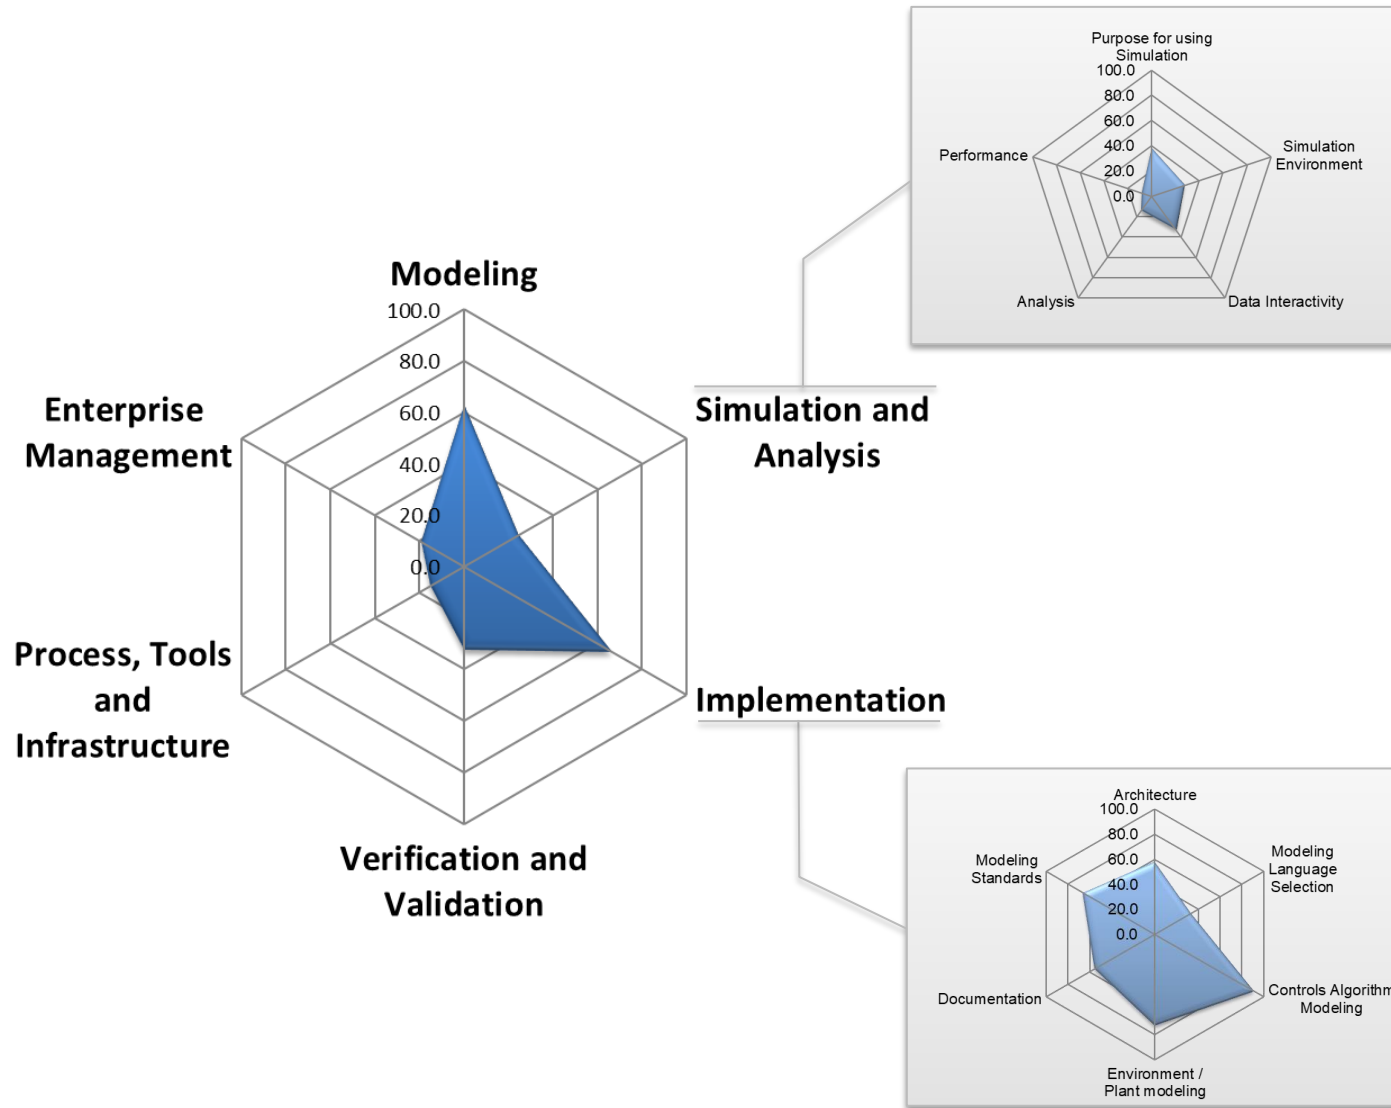 Modeling
100.0
80.0
60.0
40.0
20.0
0.0
Enterprise
Management
Simulation and
Analysis
Process, Tools
and
Infrastructure
Implementation
Verification and
Validation
Purpose for using
Simulation
100.0
80.0
60.0
40.0
20.0
0.0
Performance
Simulation
Environment
Analysis
Data Interactivity
Architecture
100.0
80.0
60.0
40.0
20.0
0.0
Modeling
Standards
Modeling
Language
Selection
Documentation
Controls Algorithm
Modeling
Environment /
Plant modeling